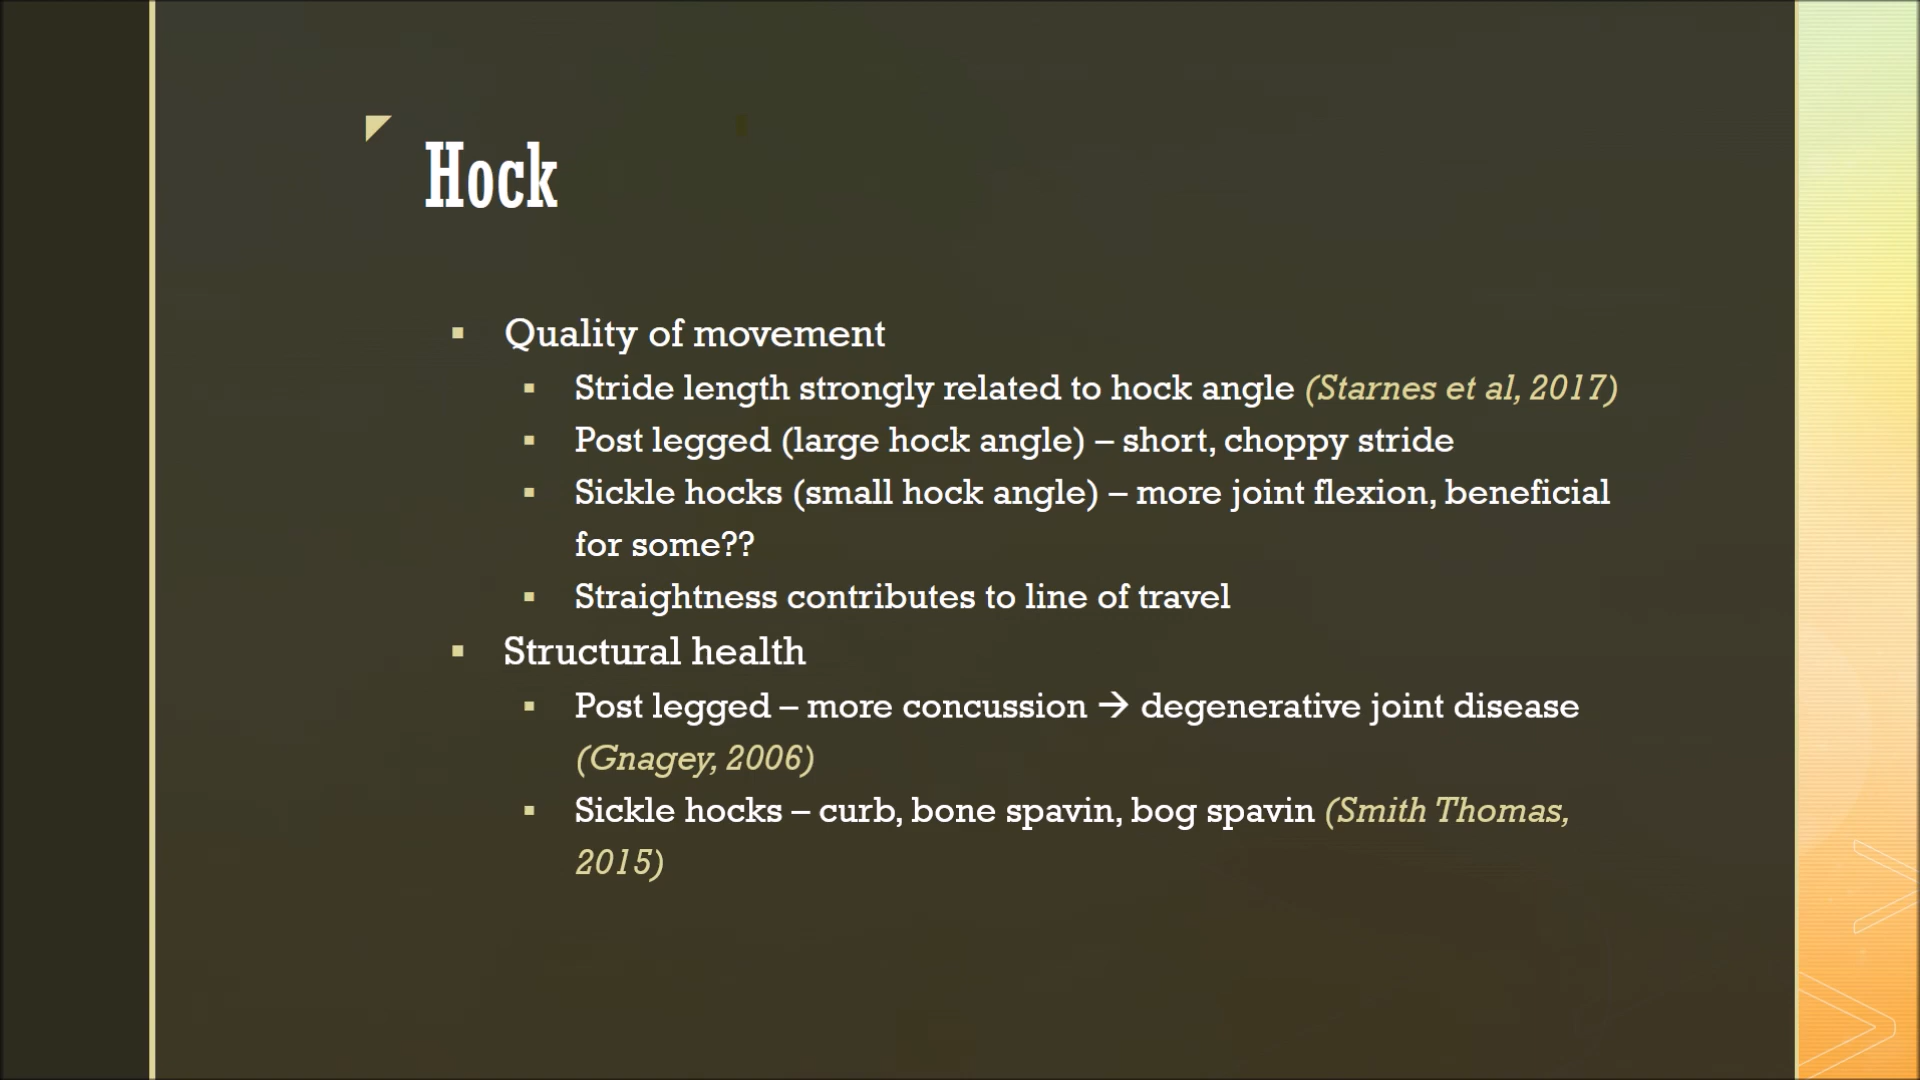 Hock
Quality of movement
Stride length strongly related to hock angle (Starnes et al, 2017)
Post legged (large hock angle) – short, choppy stride
Sickle hocks (small hock angle) – more joint flexion, beneficial
for some??
Straightness contributes to line of travel
Structural health
Post legged – more concussion → degenerative joint disease
(Gnagey, 2006)
Sickle hocks – curb, bone spavin, bog spavin (Smith Thomas,
2015)